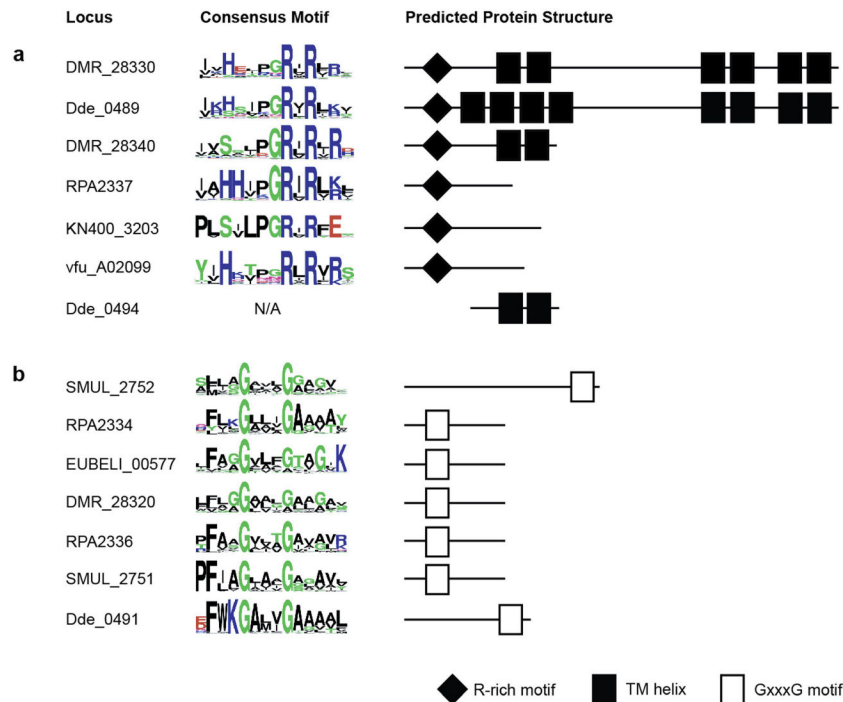 Locus Consensus Motif Predicted Protein Structure
a
DMR_28330
Dde_0489
DMR_28340
RPA2337
KN400_3203
vfu_A02099
Dde_0494 N/A
b
SMUL_2752
RPA2334
EUBELI_00577
DMR_28320
RPA2336
SMUL_2751
Dde_0491
R-rich motif TM helix GxxxG motif